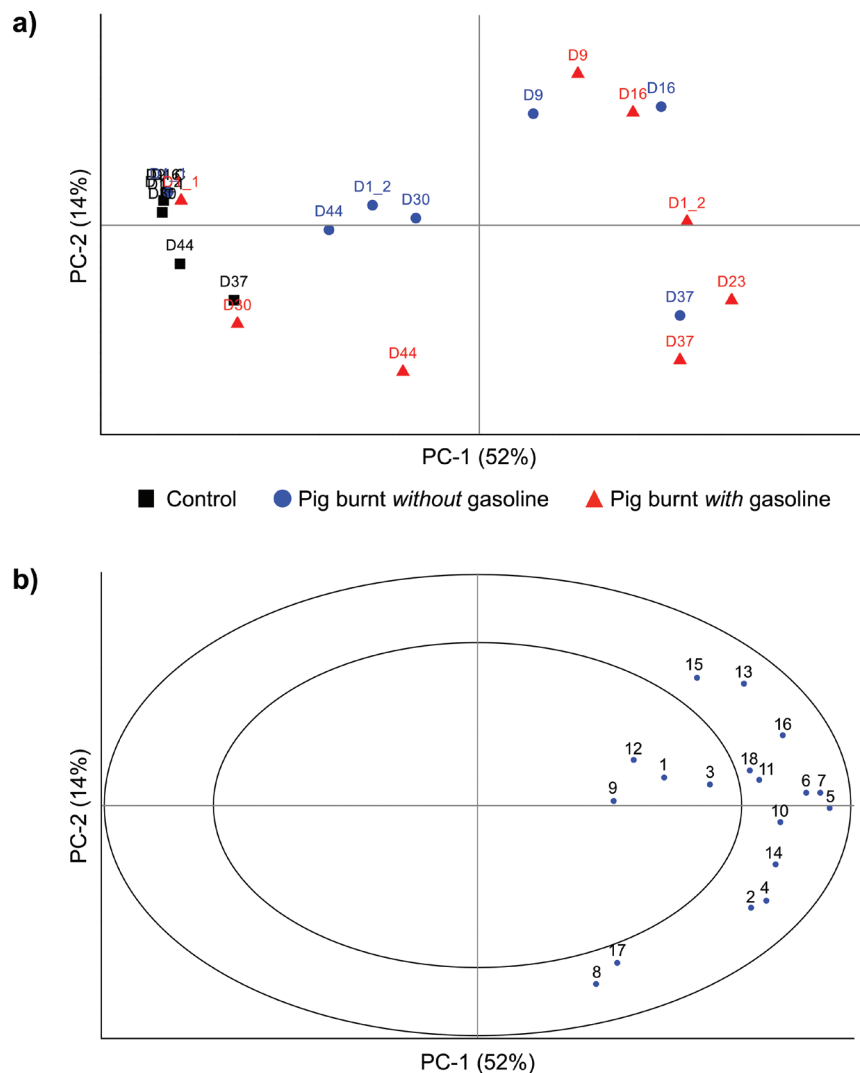 a)
PC-2 (14%)
D9
D9
D16
D16
D1_2
D30
D44
D1_2
D44
D37
D30
D37
D23
D37
D44
PC-1 (52%)
Control
Pig burnt without gasoline
Pig burnt with gasoline
b)
PC-2 (14%)
15
13
16
12
1
3
18
11
6
7
5
9
10
14
2
4
17
8
PC-1 (52%)